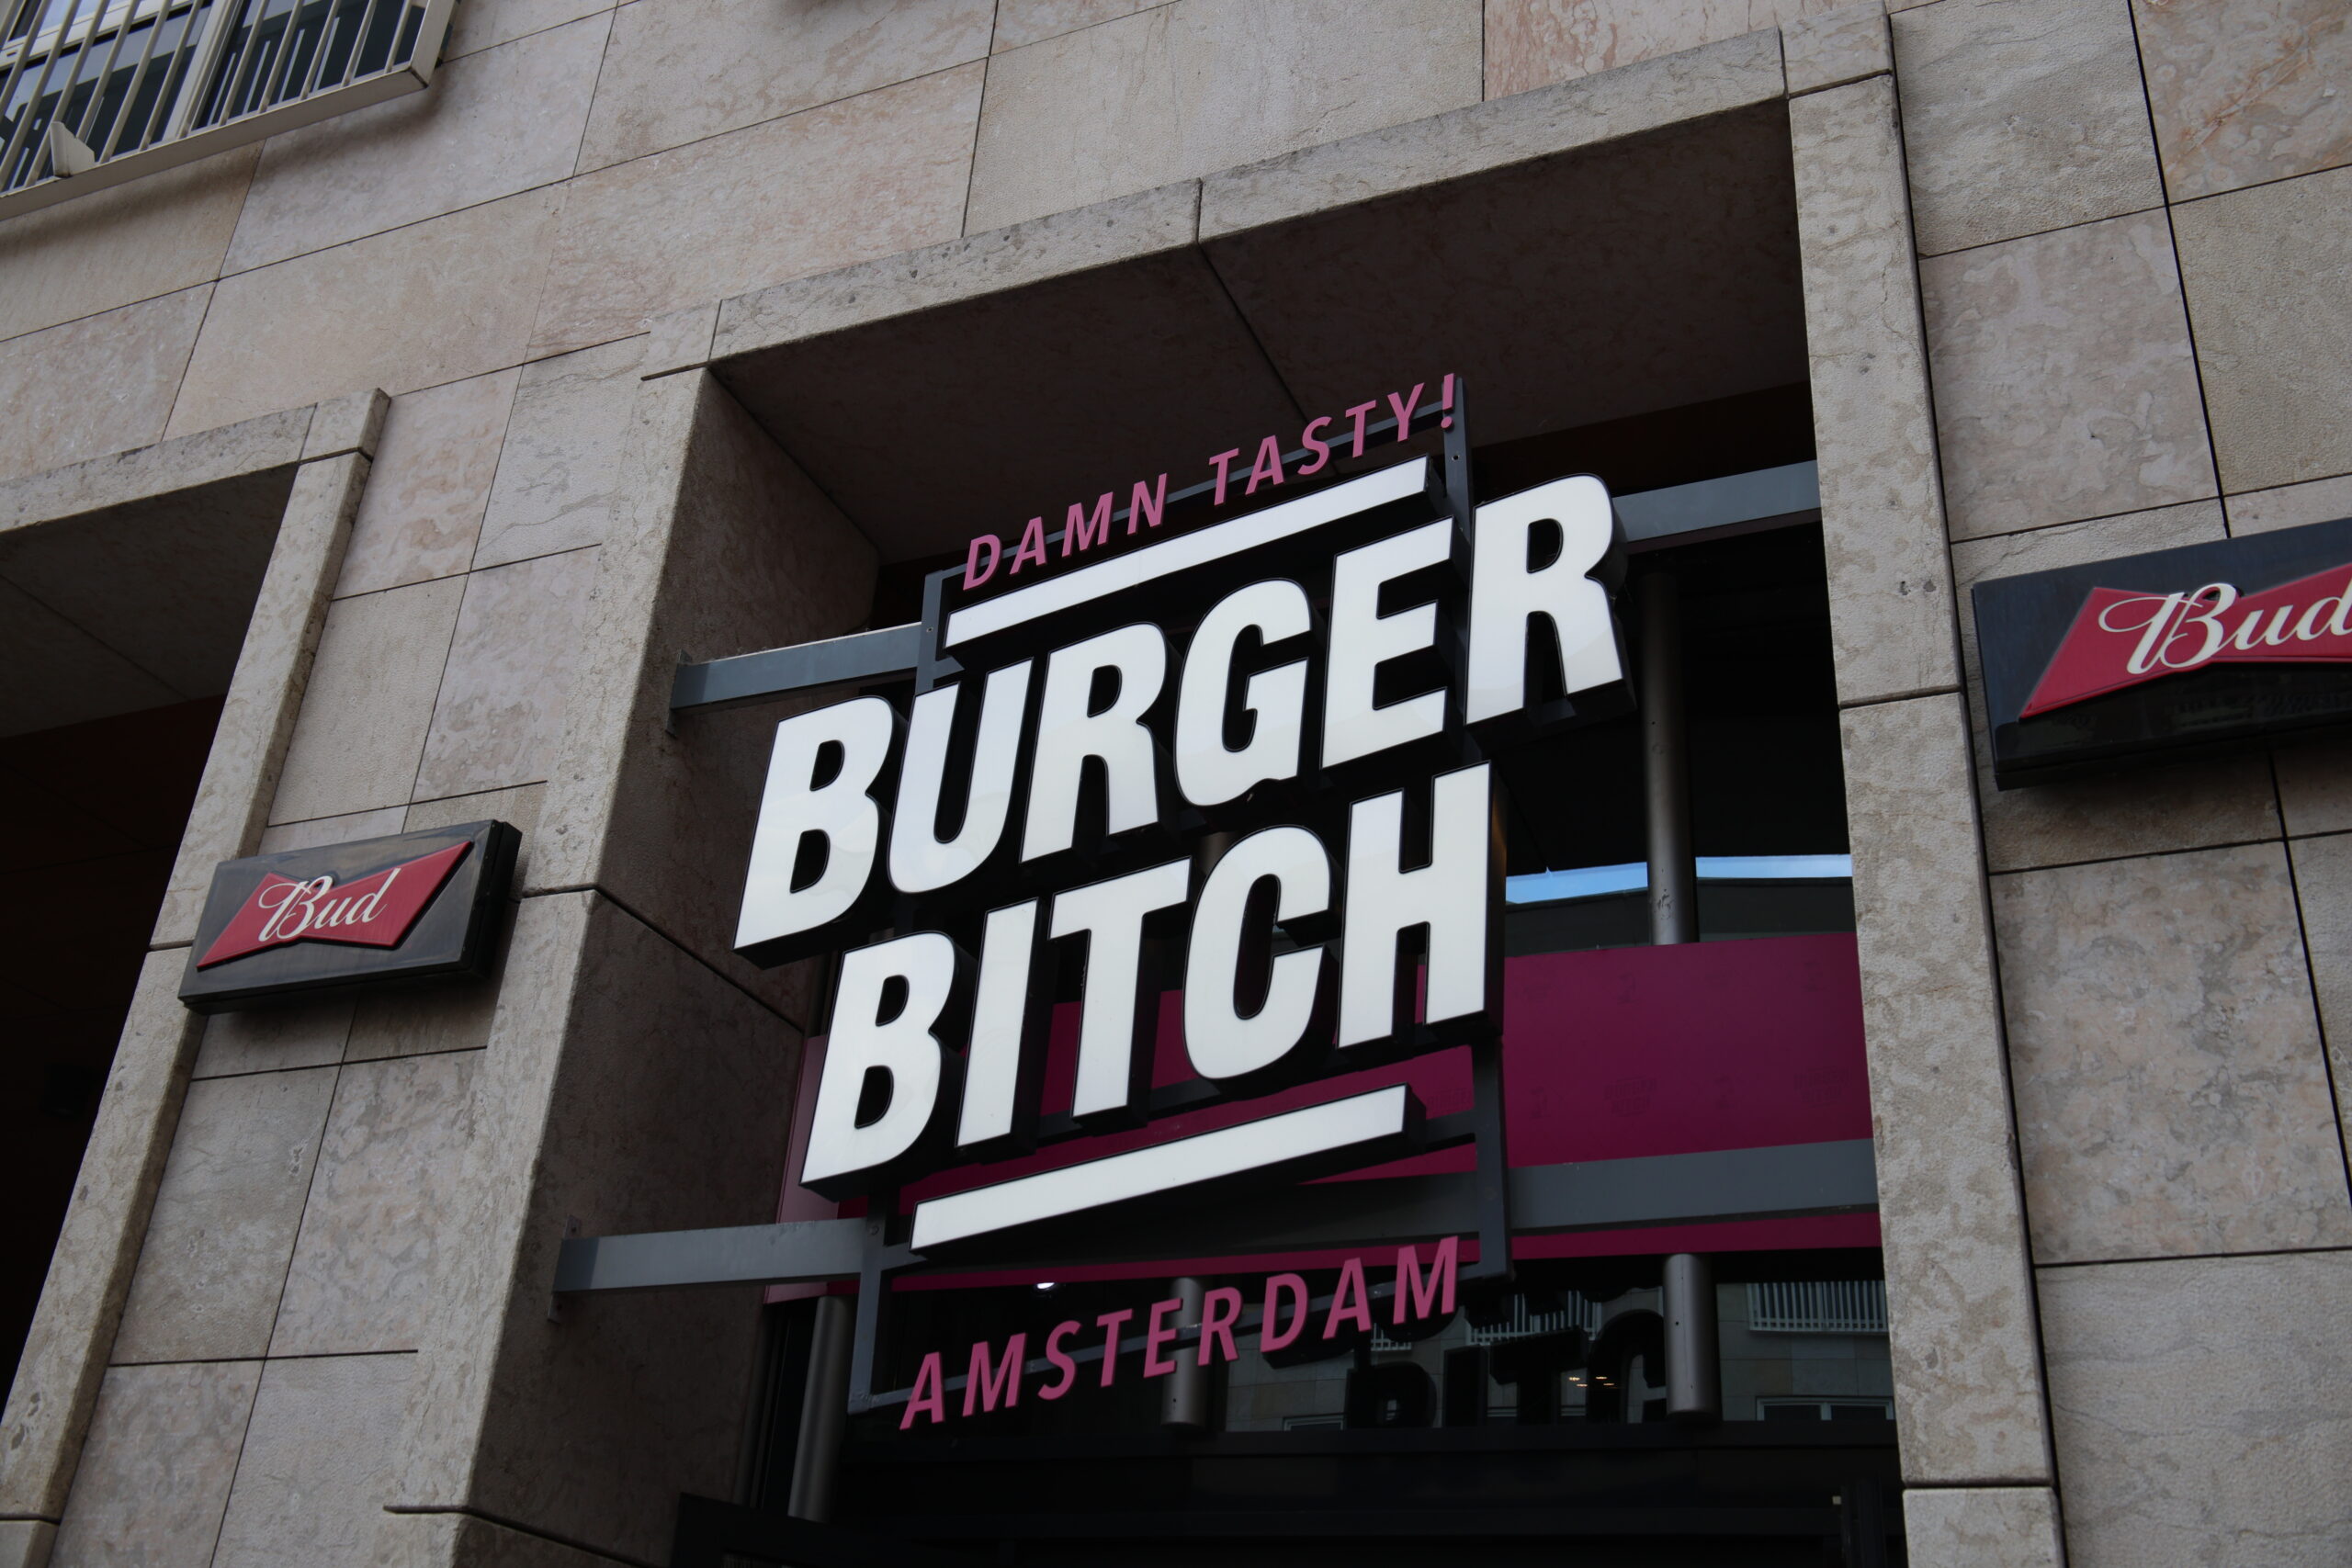 DAMN TASTY!
BURGER
BITCH
AMSTERDAM
Bud
Bud